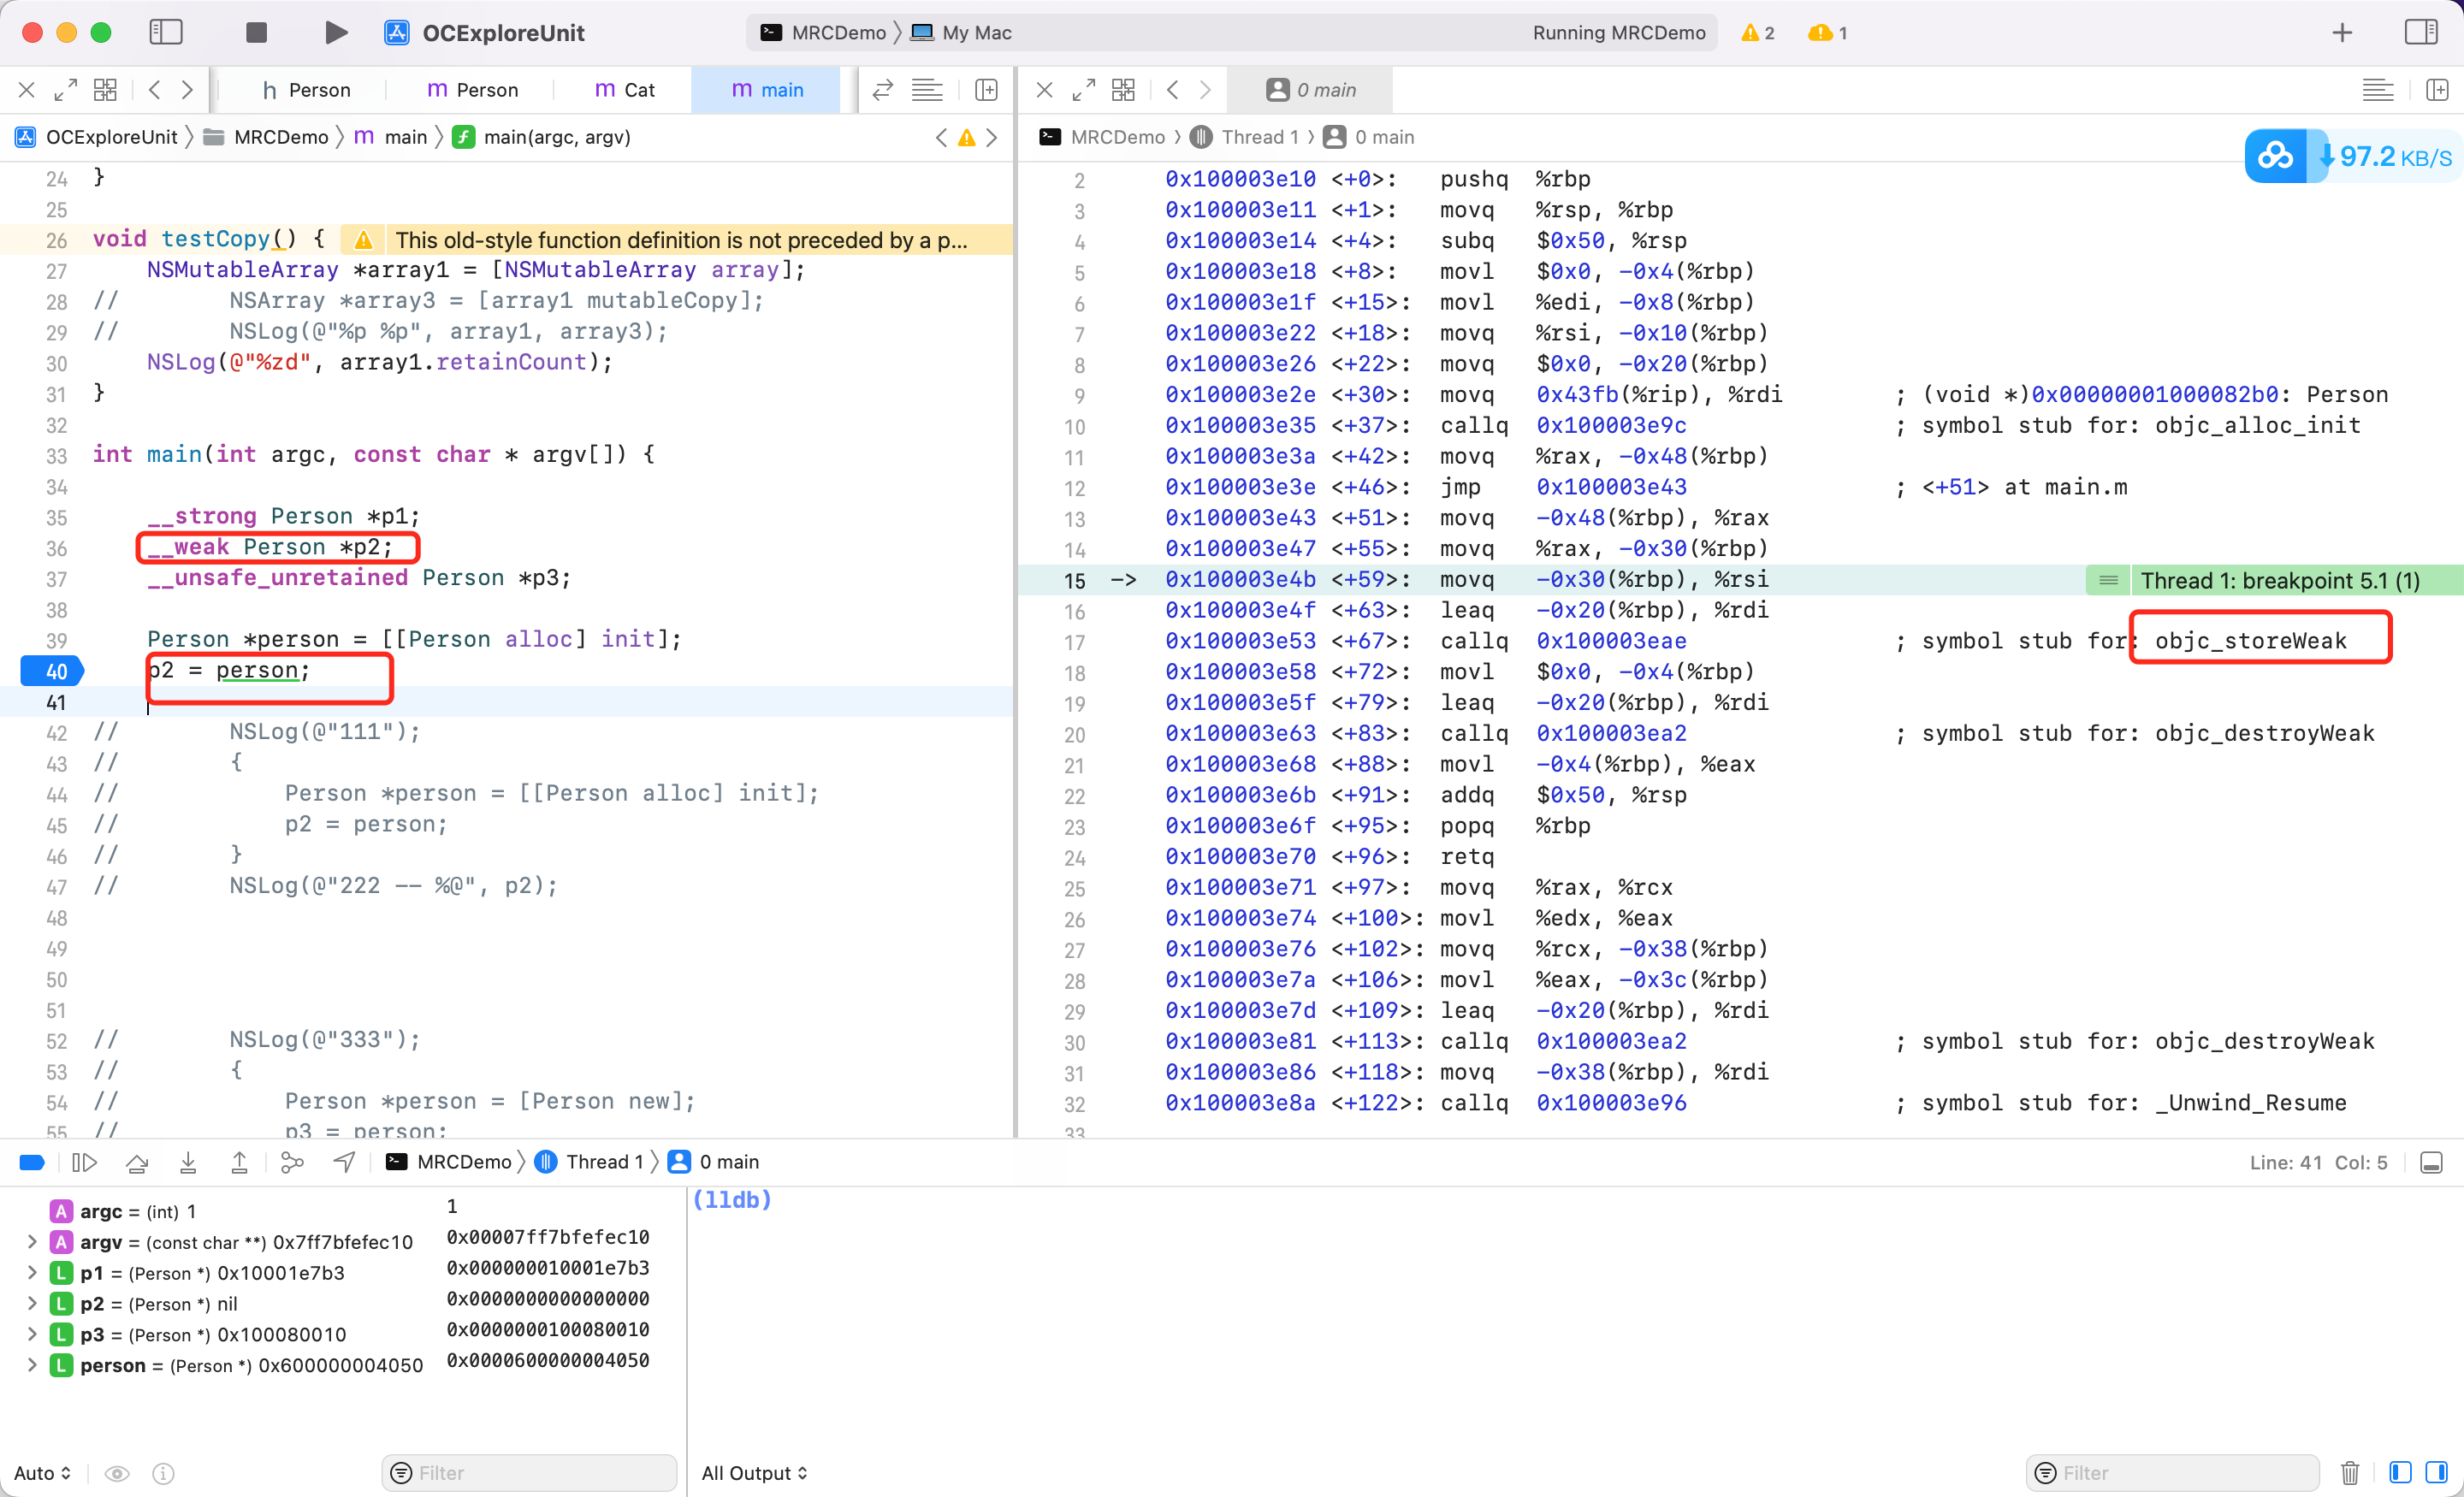 OCExploreUnit
MRCDemo
My Mac
Running MRCDemo
2
1
h Person
m Person
m Cat
m main
0 main
OCExploreUnit
MRCDemo
m main
f main(argc, argv)
MRCDemo
Thread 1
0 main
97.2 KB/S
24 }
25
26 void testCopy() { This old-style function definition is not preceded by a p...
27 NSMutableArray *array1 = [NSMutableArray array];
28 // NSArray *array3 = [array1 mutableCopy];
29 // NSLog(@"%p %p", array1, array3);
30 NSLog(@"%zd", array1.retainCount);
31 }
32
33 int main(int argc, const char * argv[]) {
34
35 __strong Person *p1;
36 __weak Person *p2;
37 __unsafe_unretained Person *p3;
38
39 Person *person = [[Person alloc] init];
40 p2 = person;
41
42 // NSLog(@"111");
43 // {
44 // Person *person = [[Person alloc] init];
45 // p2 = person;
46 // }
47 // NSLog(@"222 -- %@", p2);
48
49
50
51
52 // NSLog(@"333");
53 // {
54 // Person *person = [Person new];
55 // p3 = person;
2 0x100003e10 <+0>: pushq %rbp
3 0x100003e11 <+1>: movq %rsp, %rbp
4 0x100003e14 <+4>: subq $0x50, %rsp
5 0x100003e18 <+8>: movl $0x0, -0x4(%rbp)
6 0x100003e1f <+15>: movl %edi, -0x8(%rbp)
7 0x100003e22 <+18>: movq %rsi, -0x10(%rbp)
8 0x100003e26 <+22>: movq $0x0, -0x20(%rbp)
9 0x100003e2e <+30>: movq 0x43fb(%rip), %rdi ; (void *)0x00000001000082b0: Person
10 0x100003e35 <+37>: callq 0x100003e9c ; symbol stub for: objc_alloc_init
11 0x100003e3a <+42>: movq %rax, -0x48(%rbp)
12 0x100003e3e <+46>: jmp 0x100003e43 ; <+51> at main.m
13 0x100003e43 <+51>: movq -0x48(%rbp), %rax
14 0x100003e47 <+55>: movq %rax, -0x30(%rbp)
15 -> 0x100003e4b <+59>: movq -0x30(%rbp), %rsi Thread 1: breakpoint 5.1 (1)
16 0x100003e4f <+63>: leaq -0x20(%rbp), %rdi
17 0x100003e53 <+67>: callq 0x100003eae ; symbol stub for: objc_storeWeak
18 0x100003e58 <+72>: movl $0x0, -0x4(%rbp)
19 0x100003e5f <+79>: leaq -0x20(%rbp), %rdi
20 0x100003e63 <+83>: callq 0x100003ea2 ; symbol stub for: objc_destroyWeak
21 0x100003e68 <+88>: movl -0x4(%rbp), %eax
22 0x100003e6b <+91>: addq $0x50, %rsp
23 0x100003e6f <+95>: popq %rbp
24 0x100003e70 <+96>: retq
25 0x100003e71 <+97>: movq %rax, %rcx
26 0x100003e74 <+100>: movl %edx, %eax
27 0x100003e76 <+102>: movq %rcx, -0x38(%rbp)
28 0x100003e7a <+106>: movl %eax, -0x3c(%rbp)
29 0x100003e7d <+109>: leaq -0x20(%rbp), %rdi
30 0x100003e81 <+113>: callq 0x100003ea2 ; symbol stub for: objc_destroyWeak
31 0x100003e86 <+118>: movq -0x38(%rbp), %rdi
32 0x100003e8a <+122>: callq 0x100003e96 ; symbol stub for: _Unwind_Resume
33
MRCDemo
Thread 1
0 main
Line: 41 Col: 5
A argc = (int) 1 1
A argv = (const char **) 0x7ff7bfefec10 0x00007ff7bfefec10
L p1 = (Person *) 0x10001e7b3 0x000000010001e7b3
L p2 = (Person *) nil 0x0000000000000000
L p3 = (Person *) 0x100080010 0x0000000100080010
L person = (Person *) 0x600000004050 0x0000600000004050
(lldb)
Auto
Filter
All Output
Filter